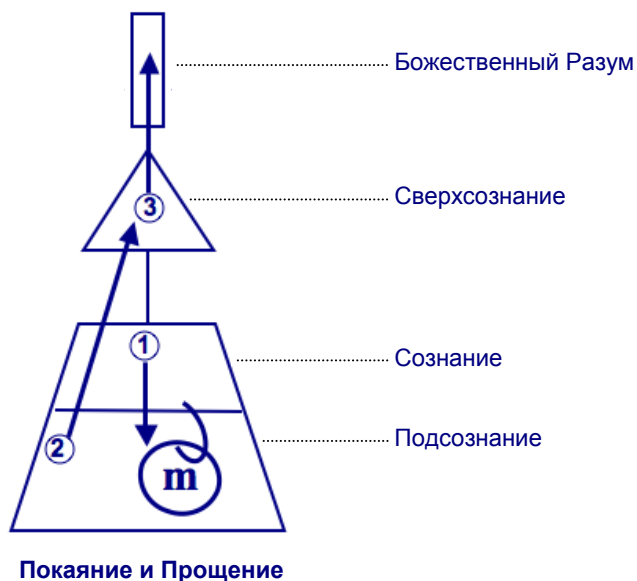 Божественный Разум
3
Сверхсознание
1
Сознание
2
Подсознание
m
Покаяние и Прощение